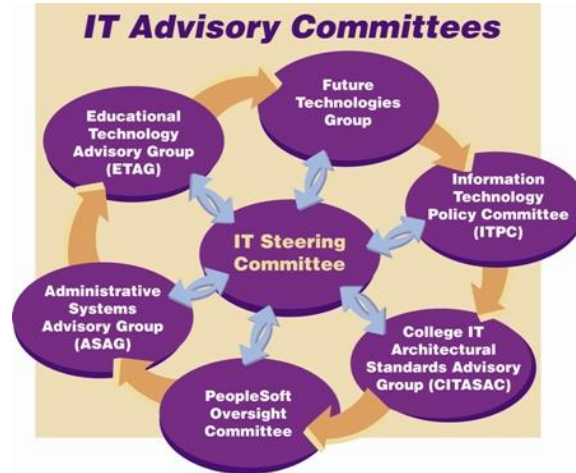 IT Advisory Committees
Future
Technologies
Group
Educational
Technology
Advisory Group
(ETAG)
Information
Technology
Policy Committee
(ITPC)
IT Steering
Committee
Administrative
Systems
Advisory Group
(ASAG)
College IT
Architectural
Standards Advisory
Group (CITASAC)
PeopleSoft
Oversight
Committee